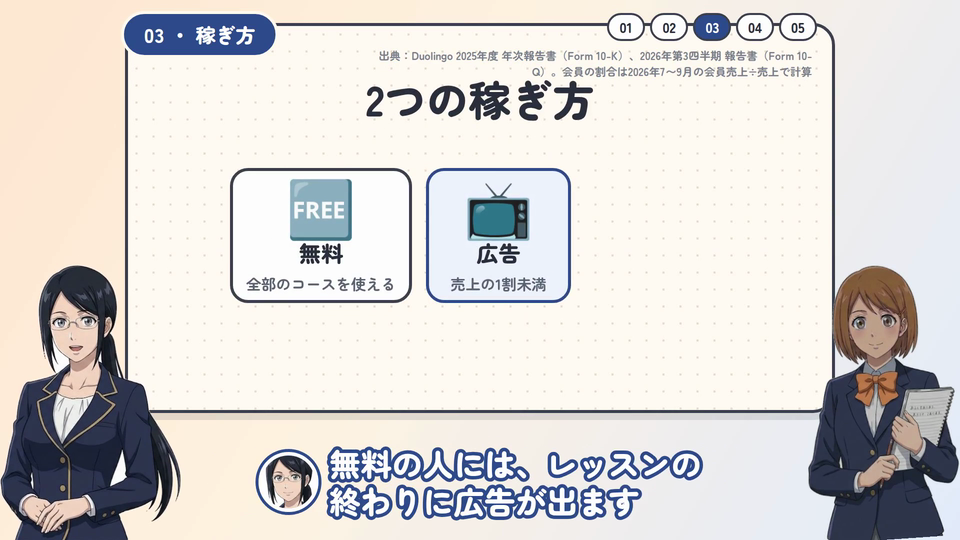 03 ・ 稼ぎ方
01 02 03 04 05
出典：Duolingo 2025年度 年次報告書（Form 10-K）、2026年第3四半期 報告書（Form 10-
Q）。会員の割合は2026年7〜9月の会員売上÷売上で計算
2つの稼ぎ方
FREE
無料
全部のコースを使える
広告
売上の1割未満
無料の人には、レッスンの
終わりに広告が出ます